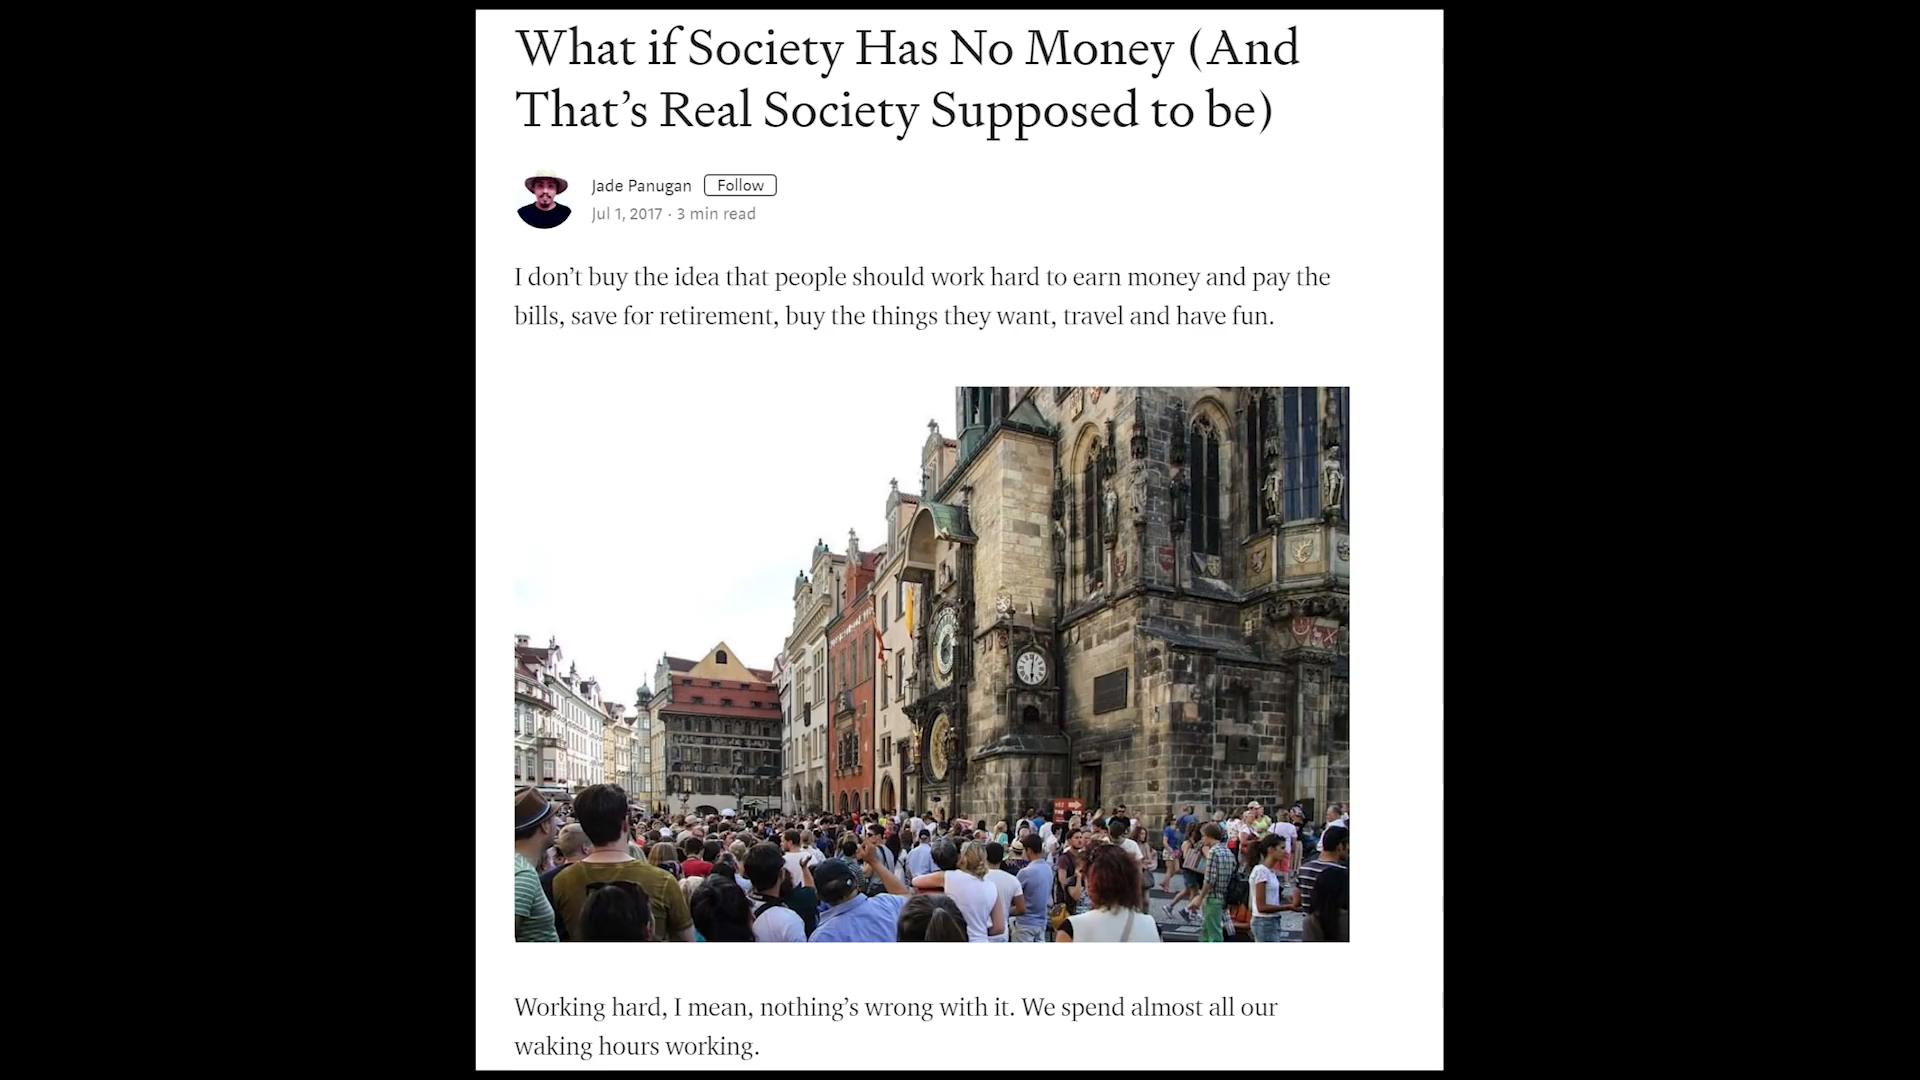 What if Society Has No Money (And
That’s Real Society Supposed to be)
Jade Panugan Follow
Jul 1, 2017 · 3 min read
I don’t buy the idea that people should work hard to earn money and pay the
bills, save for retirement, buy the things they want, travel and have fun.
Working hard, I mean, nothing’s wrong with it. We spend almost all our
waking hours working.